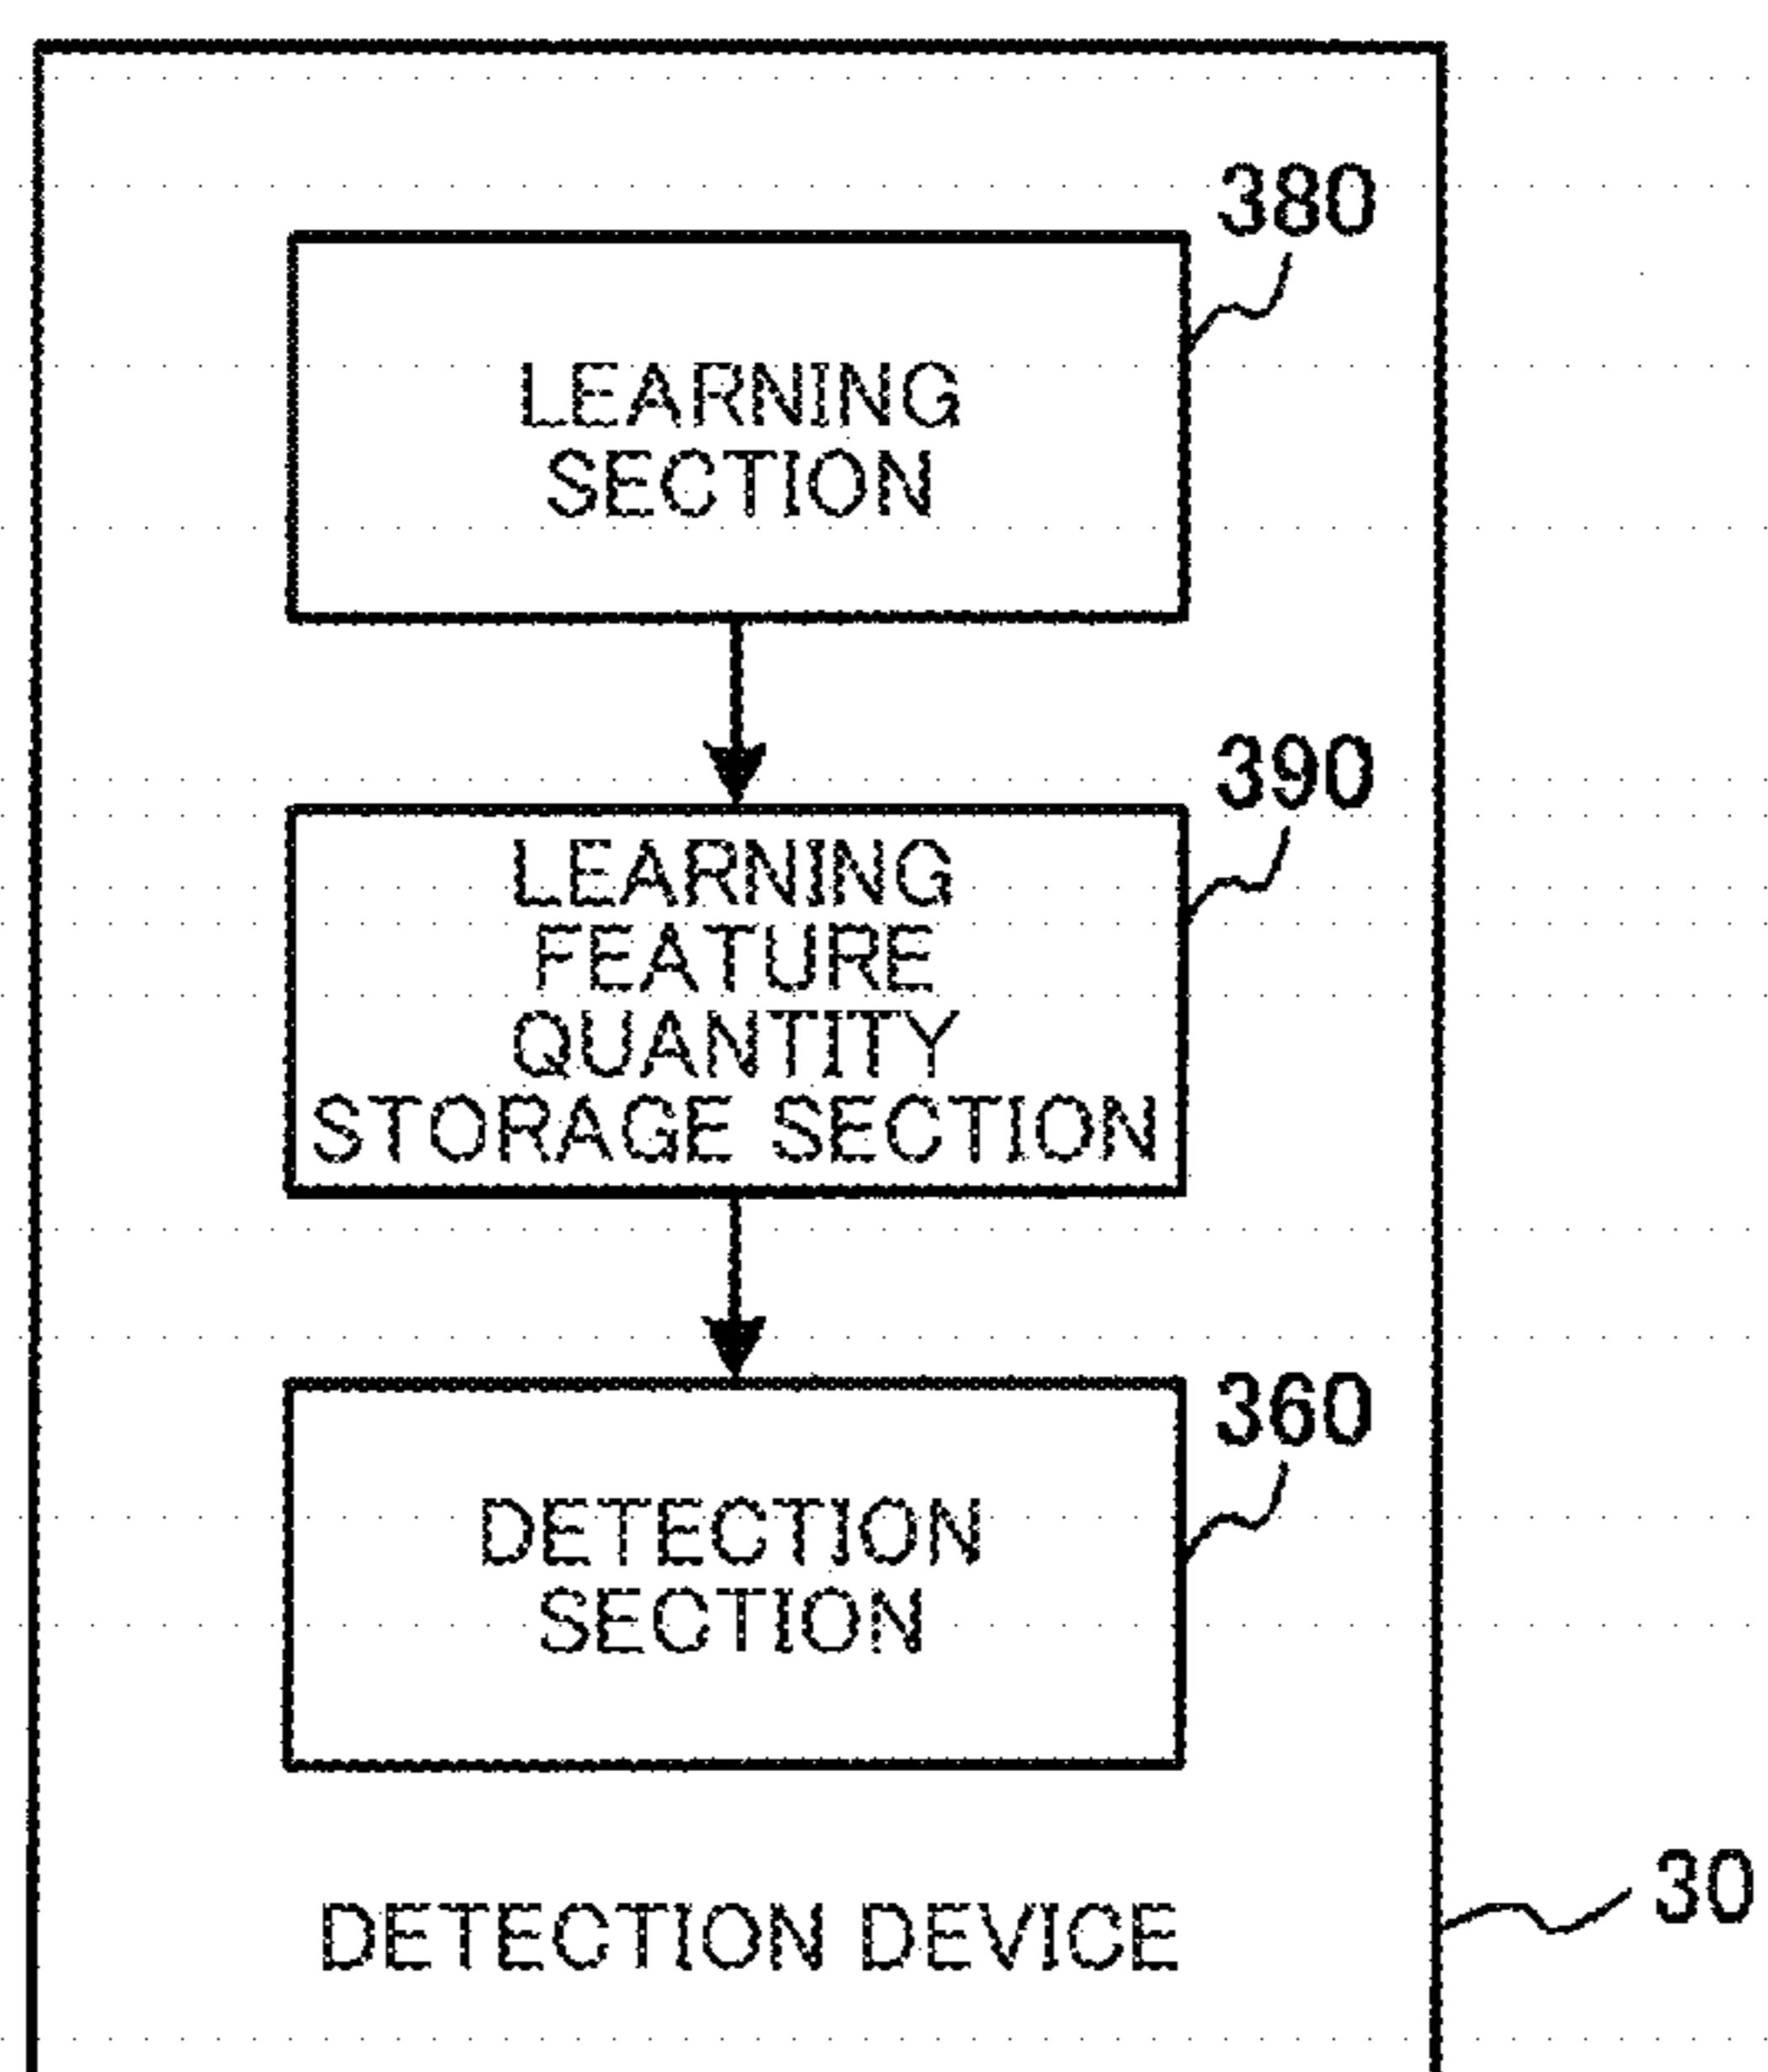 380
LEARNING
SECTION
390
LEARNING
FEATURE
QUANTITY
STORAGE SECTION
360
DETECTION
SECTION
DETECTION DEVICE
30